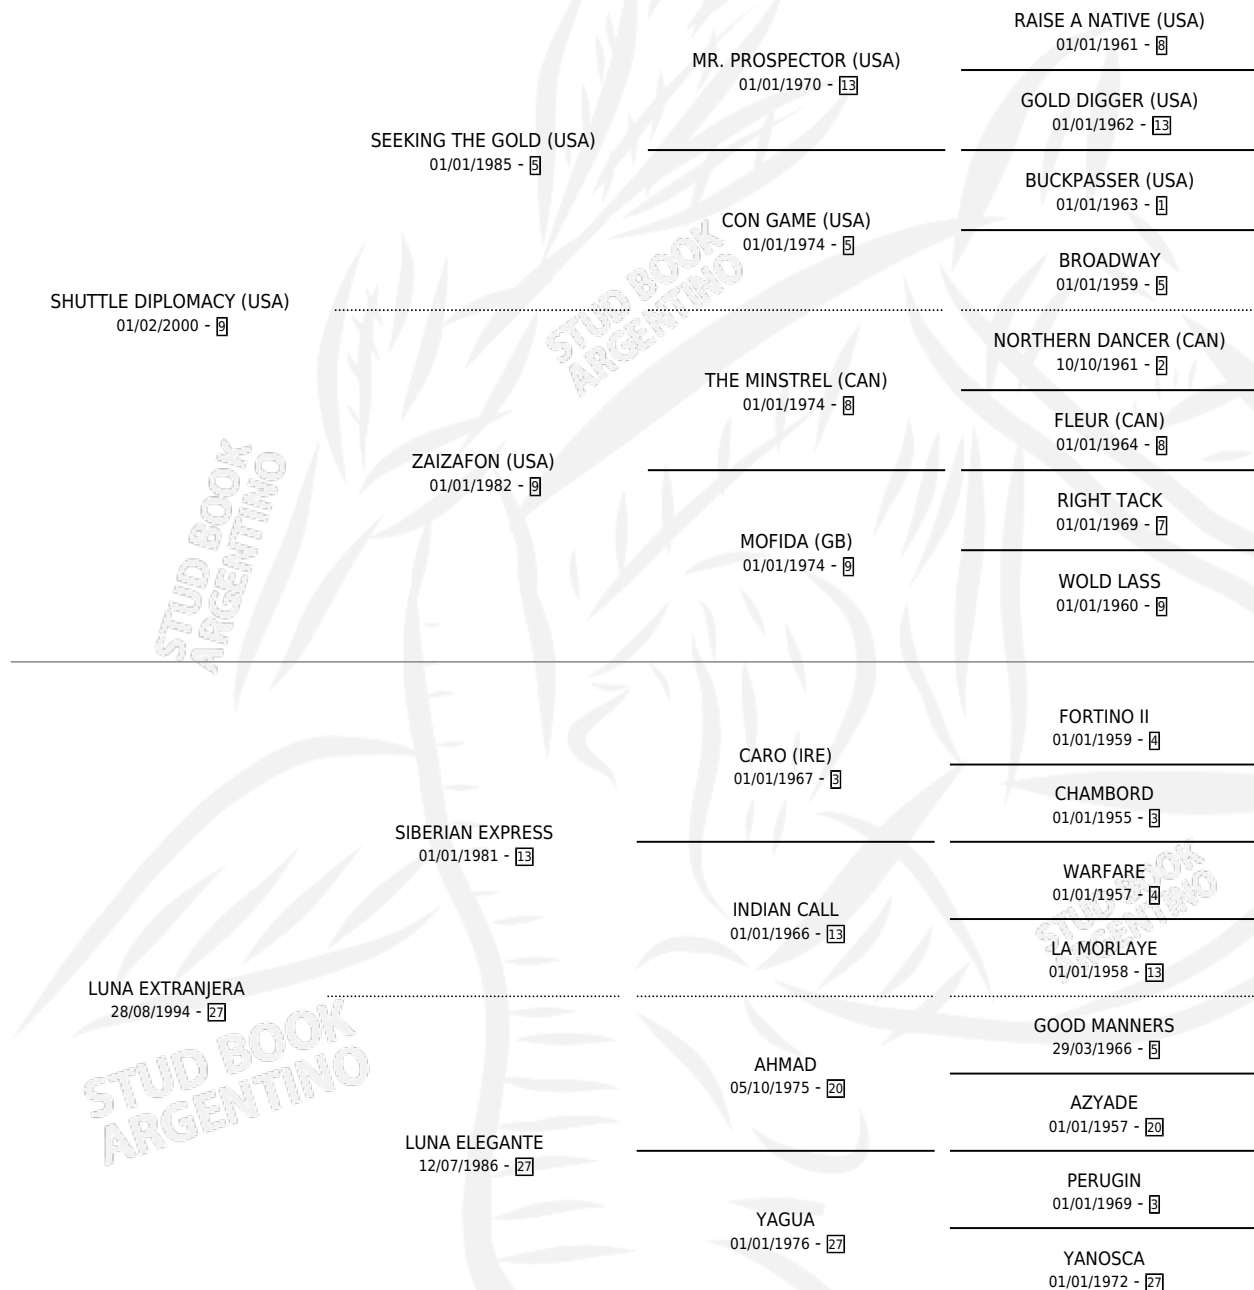 RAISE A NATIVE (USA)
01/01/1961 - 8
MR. PROSPECTOR (USA)
01/01/1970 - 13
GOLD DIGGER (USA)
01/01/1962 - 13
SEEKING THE GOLD (USA)
01/01/1985 - 5
BUCKPASSER (USA)
01/01/1963 - 1
CON GAME (USA)
01/01/1974 - 5
BROADWAY
01/01/1959 - 5
SHUTTLE DIPLOMACY (USA)
01/02/2000 - 9
NORTHERN DANCER (CAN)
10/10/1961 - 2
THE MINSTREL (CAN)
01/01/1974 - 8
FLEUR (CAN)
01/01/1964 - 8
ZAIZAFON (USA)
01/01/1982 - 9
RIGHT TACK
01/01/1969 - 7
MOFIDA (GB)
01/01/1974 - 9
WOLD LASS
01/01/1960 - 9
FORTINO II
01/01/1959 - 4
CARO (IRE)
01/01/1967 - 3
CHAMBORD
01/01/1955 - 3
SIBERIAN EXPRESS
01/01/1981 - 13
WARFARE
01/01/1957 - 4
INDIAN CALL
01/01/1966 - 13
LA MORLAYE
01/01/1958 - 13
LUNA EXTRANJERA
28/08/1994 - 27
GOOD MANNERS
29/03/1966 - 5
AHMAD
05/10/1975 - 20
AZYADE
01/01/1957 - 20
LUNA ELEGANTE
12/07/1986 - 27
PERUGIN
01/01/1969 - 3
YAGUA
01/01/1976 - 27
YANOSCA
01/01/1972 - 27
STUD BOOK
ARGENTINO
STUD BOOK
ARGENTINO
STUD BOOK
ARGENTINO
STUD BOOK
ARGENTINO